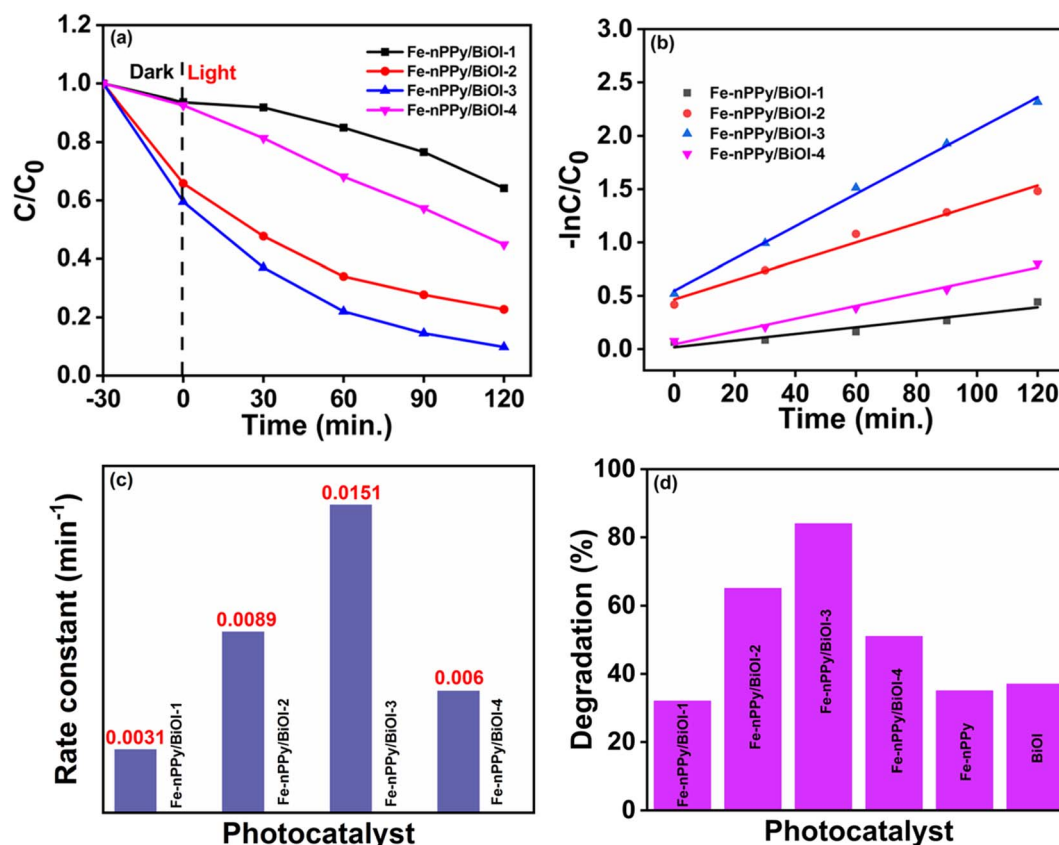 (a)
Dark Light
Fe-nPPy/BiOI-1
Fe-nPPy/BiOI-2
Fe-nPPy/BiOI-3
Fe-nPPy/BiOI-4
1.2
1.0
0.8
0.6
0.4
0.2
0.0
C/C0
-30 0 30 60 90 120
Time (min.)
(b)
Fe-nPPy/BiOI-1
Fe-nPPy/BiOI-2
Fe-nPPy/BiOI-3
Fe-nPPy/BiOI-4
3.0
2.5
2.0
1.5
1.0
0.5
0.0
-lnC/C0
0 20 40 60 80 100 120
Time (min.)
(c)
Rate constant (min-1)
0.0031
0.0089
0.0151
0.006
Fe-nPPy/BiOI-1
Fe-nPPy/BiOI-2
Fe-nPPy/BiOI-3
Fe-nPPy/BiOI-4
Photocatalyst
(d)
100
80
60
40
20
0
Degradation (%)
Fe-nPPy/BiOI-1
Fe-nPPy/BiOI-2
Fe-nPPy/BiOI-3
Fe-nPPy/BiOI-4
Fe-nPPy
BiOI
Photocatalyst